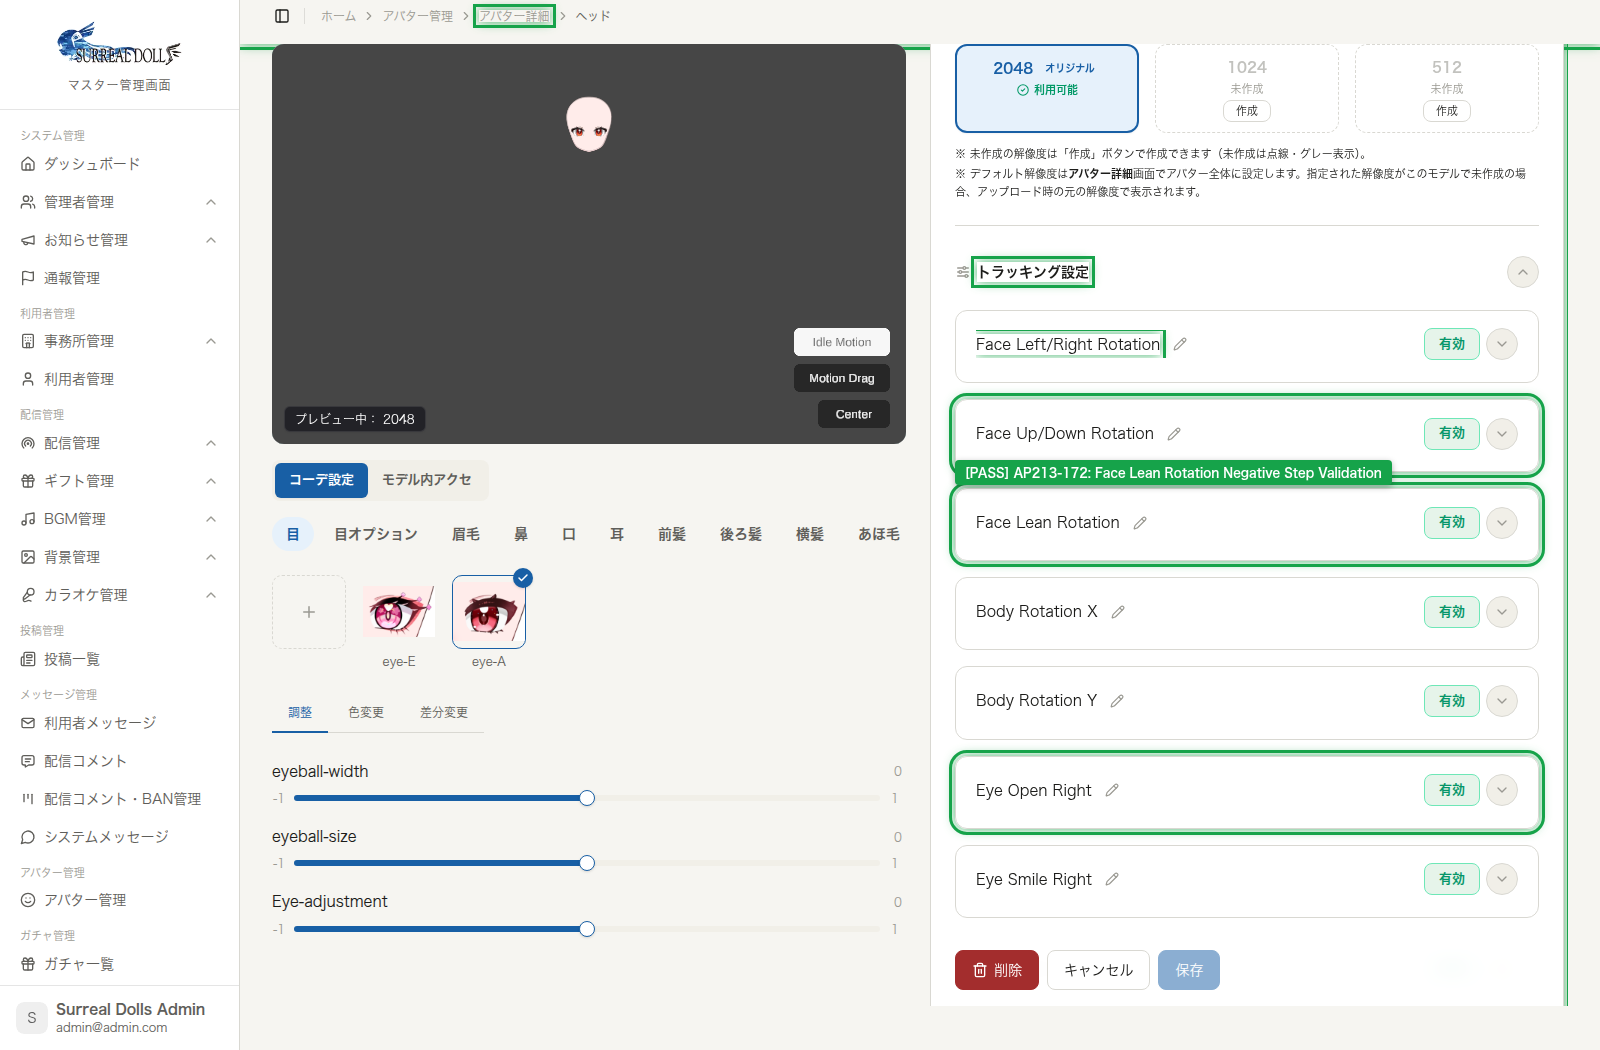 SURREAL DOLL
マスター管理画面
システム管理
ダッシュボード
管理者管理
お知らせ管理
通報管理
利用者管理
事務所管理
利用者管理
配信管理
配信管理
ギフト管理
BGM管理
背景管理
カラオケ管理
投稿管理
投稿一覧
メッセージ管理
利用者メッセージ
配信コメント
配信コメント・BAN管理
システムメッセージ
アバター管理
アバター管理
ガチャ管理
ガチャ一覧
S
Surreal Dolls Admin
admin@admin.com
ホーム > アバター管理 > アバター詳細 > ヘッド
Idle Motion
Motion Drag
Center
プレビュー中： 2048
コーデ設定 モデル内アクセ
目 目オプション 眉毛 鼻 口 耳 前髪 後ろ髪 横髪 あほ毛
eye-E eye-A
調整 色変更 差分変更
eyeball-width 0
-1 1
eyeball-size 0
-1 1
Eye-adjustment 0
-1 1
2048 オリジナル
利用可能
1024
未作成
作成
512
未作成
作成
※ 未作成の解像度は「作成」ボタンで作成できます（未作成は点線・グレー表示）。
※ デフォルト解像度はアバター詳細画面でアバター全体に設定します。指定された解像度がこのモデルで未作成の場
合、アップロード時の元の解像度で表示されます。
トラッキング設定
Face Left/Right Rotation 有効
Face Up/Down Rotation 有効
[PASS] AP213-172: Face Lean Rotation Negative Step Validation
Face Lean Rotation 有効
Body Rotation X 有効
Body Rotation Y 有効
Eye Open Right 有効
Eye Smile Right 有効
削除 キャンセル 保存